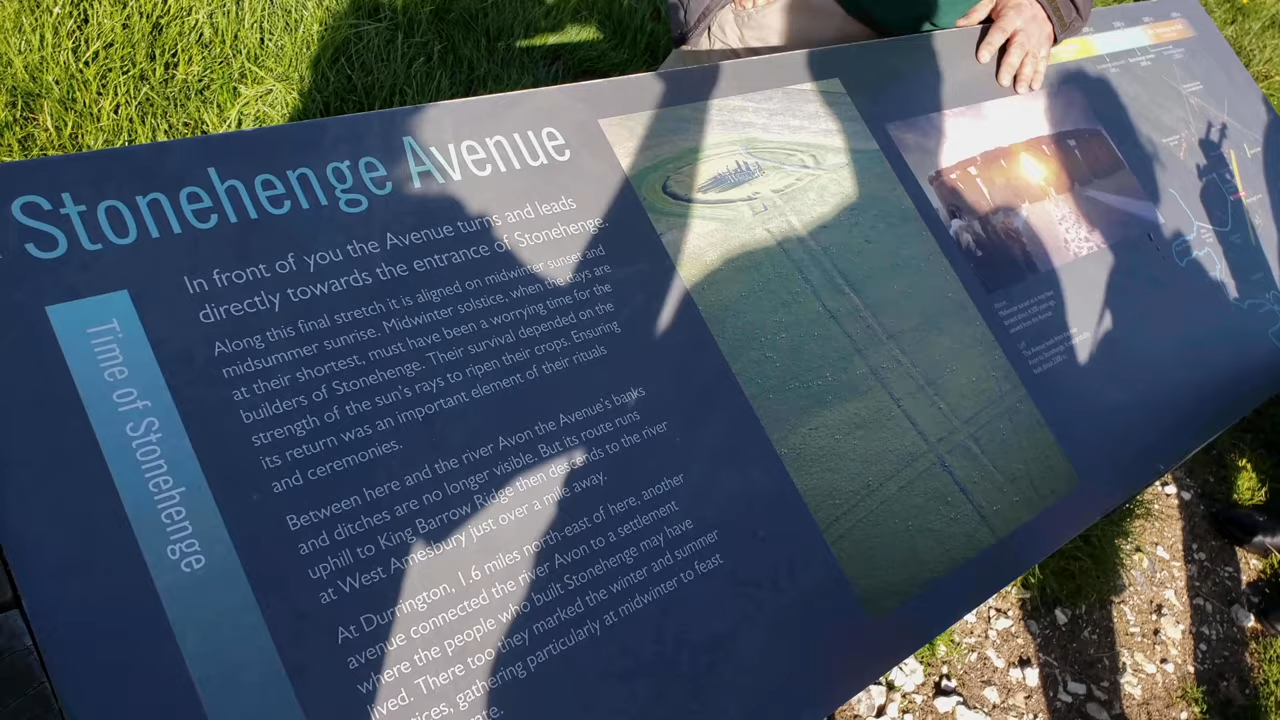 Stonehenge Avenue
Time of Stonehenge
In front of you the Avenue turns and leads
directly towards the entrance of Stonehenge.
Along this final stretch it is aligned on midwinter sunset and
midsummer sunrise. Midwinter solstice, when the days are
at their shortest, must have been a worrying time for the
builders of Stonehenge. Their survival depended on the
strength of the sun's rays to ripen their crops. Ensuring
its return was an important element of their rituals
and ceremonies.
Between here and the river Avon the Avenue's banks
and ditches are no longer visible. But its route runs
uphill to King Barrow Ridge then descends to the river
at West Amesbury just over a mile away.
At Durrington, 1.6 miles north-east of here, another
avenue connected the river Avon to a settlement
where the people who built Stonehenge may have
lived. There too they marked the winter and summer
gathering particularly at midwinter to feast